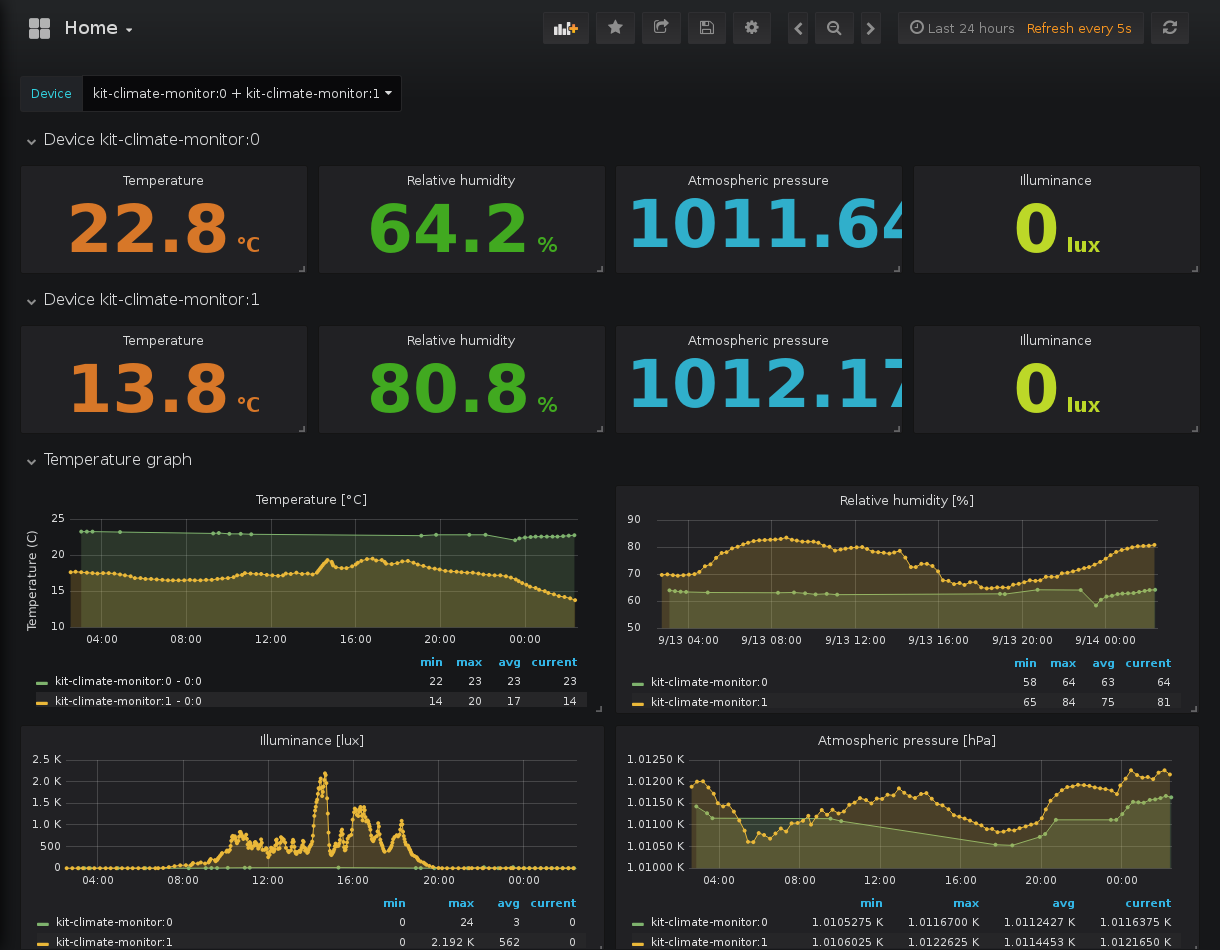 Home
Last 24 hours Refresh every 5s
Device kit-climate-monitor:0 + kit-climate-monitor:1
Device kit-climate-monitor:0
Temperature Relative humidity Atmospheric pressure Illuminance
22.8 °C 64.2 % 1011.64 0 lux
Device kit-climate-monitor:1
Temperature Relative humidity Atmospheric pressure Illuminance
13.8 °C 80.8 % 1012.17 0 lux
Temperature graph
Temperature [°C]
Temperature (C)
25
20
15
10
04:00 08:00 12:00 16:00 20:00 00:00
min max avg current
kit-climate-monitor:0 - 0:0 22 23 23 23
kit-climate-monitor:1 - 0:0 14 20 17 14
Relative humidity [%]
90
80
70
60
50
9/13 04:00 9/13 08:00 9/13 12:00 9/13 16:00 9/13 20:00 9/14 00:00
min max avg current
kit-climate-monitor:0 58 64 63 64
kit-climate-monitor:1 65 84 75 81
Illuminance [lux]
2.5 K
2.0 K
1.5 K
1.0 K
500
0
04:00 08:00 12:00 16:00 20:00 00:00
min max avg current
kit-climate-monitor:0 0 24 3 0
kit-climate-monitor:1 0 2.192 K 562 0
Atmospheric pressure [hPa]
1.01250 K
1.01200 K
1.01150 K
1.01100 K
1.01050 K
1.01000 K
04:00 08:00 12:00 16:00 20:00 00:00
min max avg current
kit-climate-monitor:0 1.0105275 K 1.0116700 K 1.0112427 K 1.0116375 K
kit-climate-monitor:1 1.0106025 K 1.0122625 K 1.0114453 K 1.0121650 K